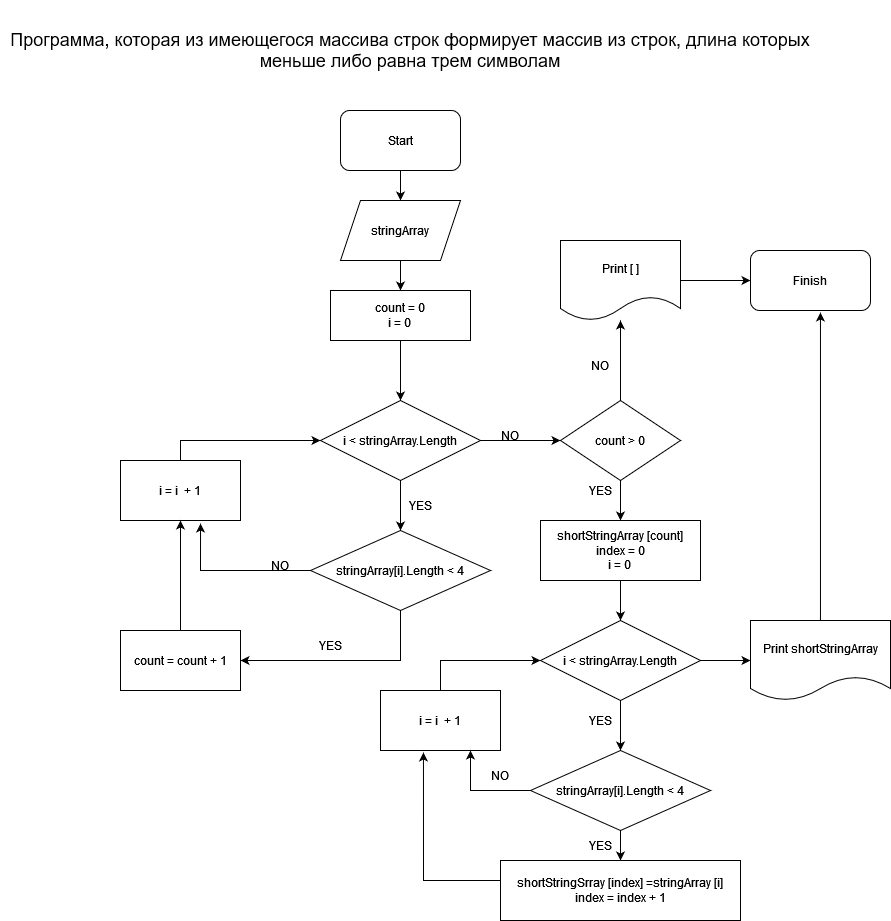 Программа, которая из имеющегося массива строк формирует массив из строк, длина которых
меньше либо равна трем символам
Start
stringArray
count = 0
i = 0
Print [ ]
Finish
NO
i < stringArray.Length
NO
count > 0
i = i + 1
YES
YES
shortStringArray [count]
index = 0
i = 0
NO
stringArray[i].Length < 4
YES
count = count + 1
i < stringArray.Length
Print shortStringArray
i = i + 1
YES
NO
stringArray[i].Length < 4
YES
shortStringSrray [index] =stringArray [i]
index = index + 1